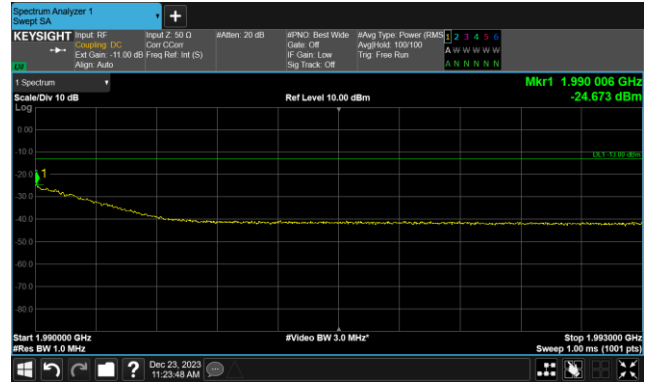 Spectrum Analyzer 1
Swept SA
+
KEYSIGHT
Input: RF
Coupling: DC
Ext Gain: -11.00 dB
Align: Auto
Input Z: 50 Ω
Corr CCorr
Freq Ref: Int (S)
#Atten: 20 dB
#PNO: Best Wide
Gate: Off
IF Gain: Low
Sig Track: Off
#Avg Type: Power (RMS)
Avg|Hold: 100/100
Trig: Free Run
1 2 3 4 5 6
A W W W W W
A N N N N N
LXI
1 Spectrum
Mkr1 1.990 006 GHz
Scale/Div 10 dB
Ref Level 10.00 dBm
-24.673 dBm
Log
0.00
-10.0
DL1 -13.00 dBm
-20.0
1
-30.0
-40.0
-50.0
-60.0
-70.0
-80.0
Start 1.990000 GHz
#Video BW 3.0 MHz*
Stop 1.993000 GHz
#Res BW 1.0 MHz
Sweep 1.00 ms (1001 pts)
?
Dec 23, 2023
11:23:48 AM